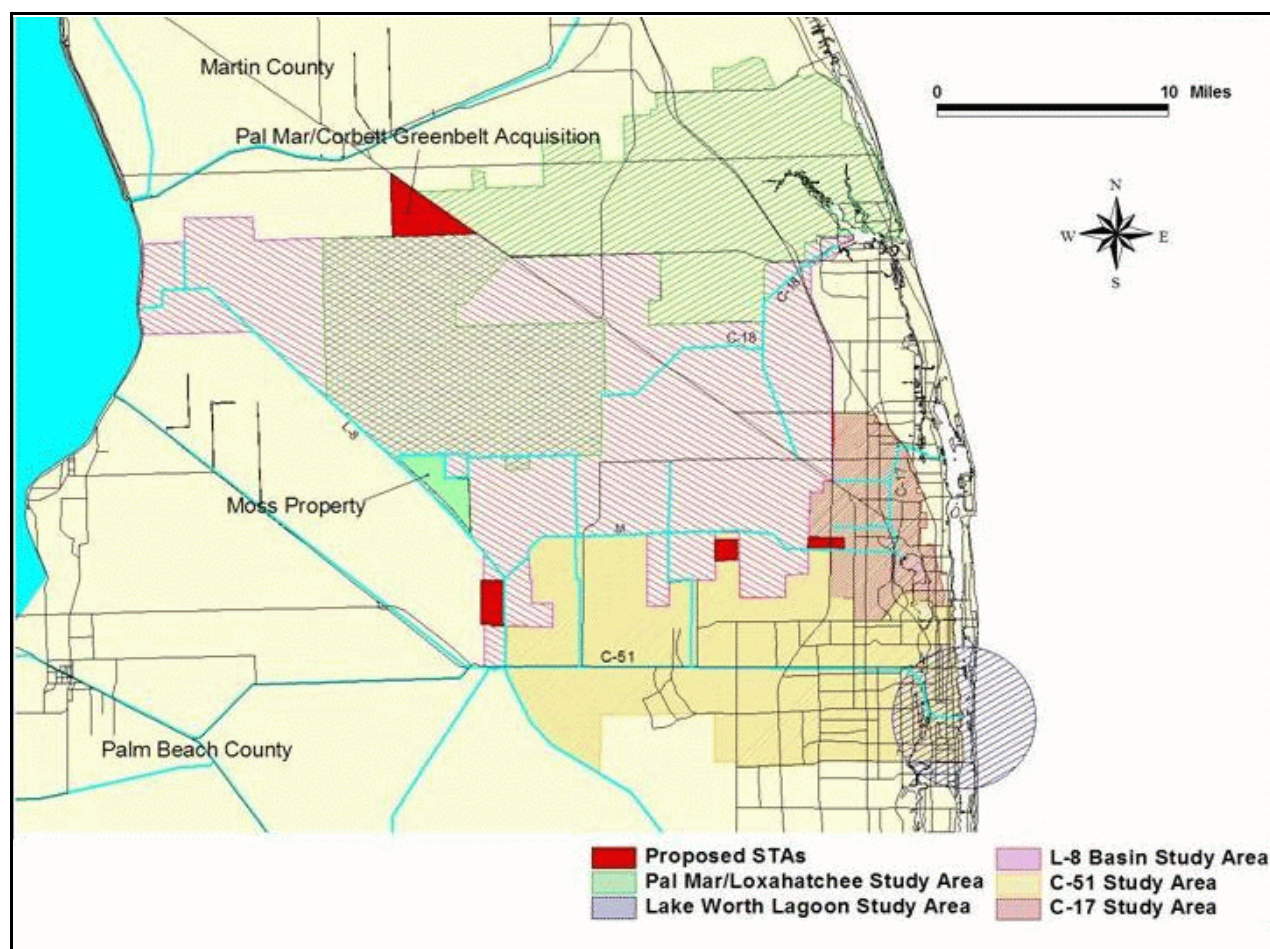 Martin County
0 10 Miles
Pal Mar/Corbett Greenbelt Acquisition
N
W E
S
C-18
C-18
L-8
C-17
Moss Property
M
C-51
Palm Beach County
Proposed STAs
Pal Mar/Loxahatchee Study Area
Lake Worth Lagoon Study Area
L-8 Basin Study Area
C-51 Study Area
C-17 Study Area